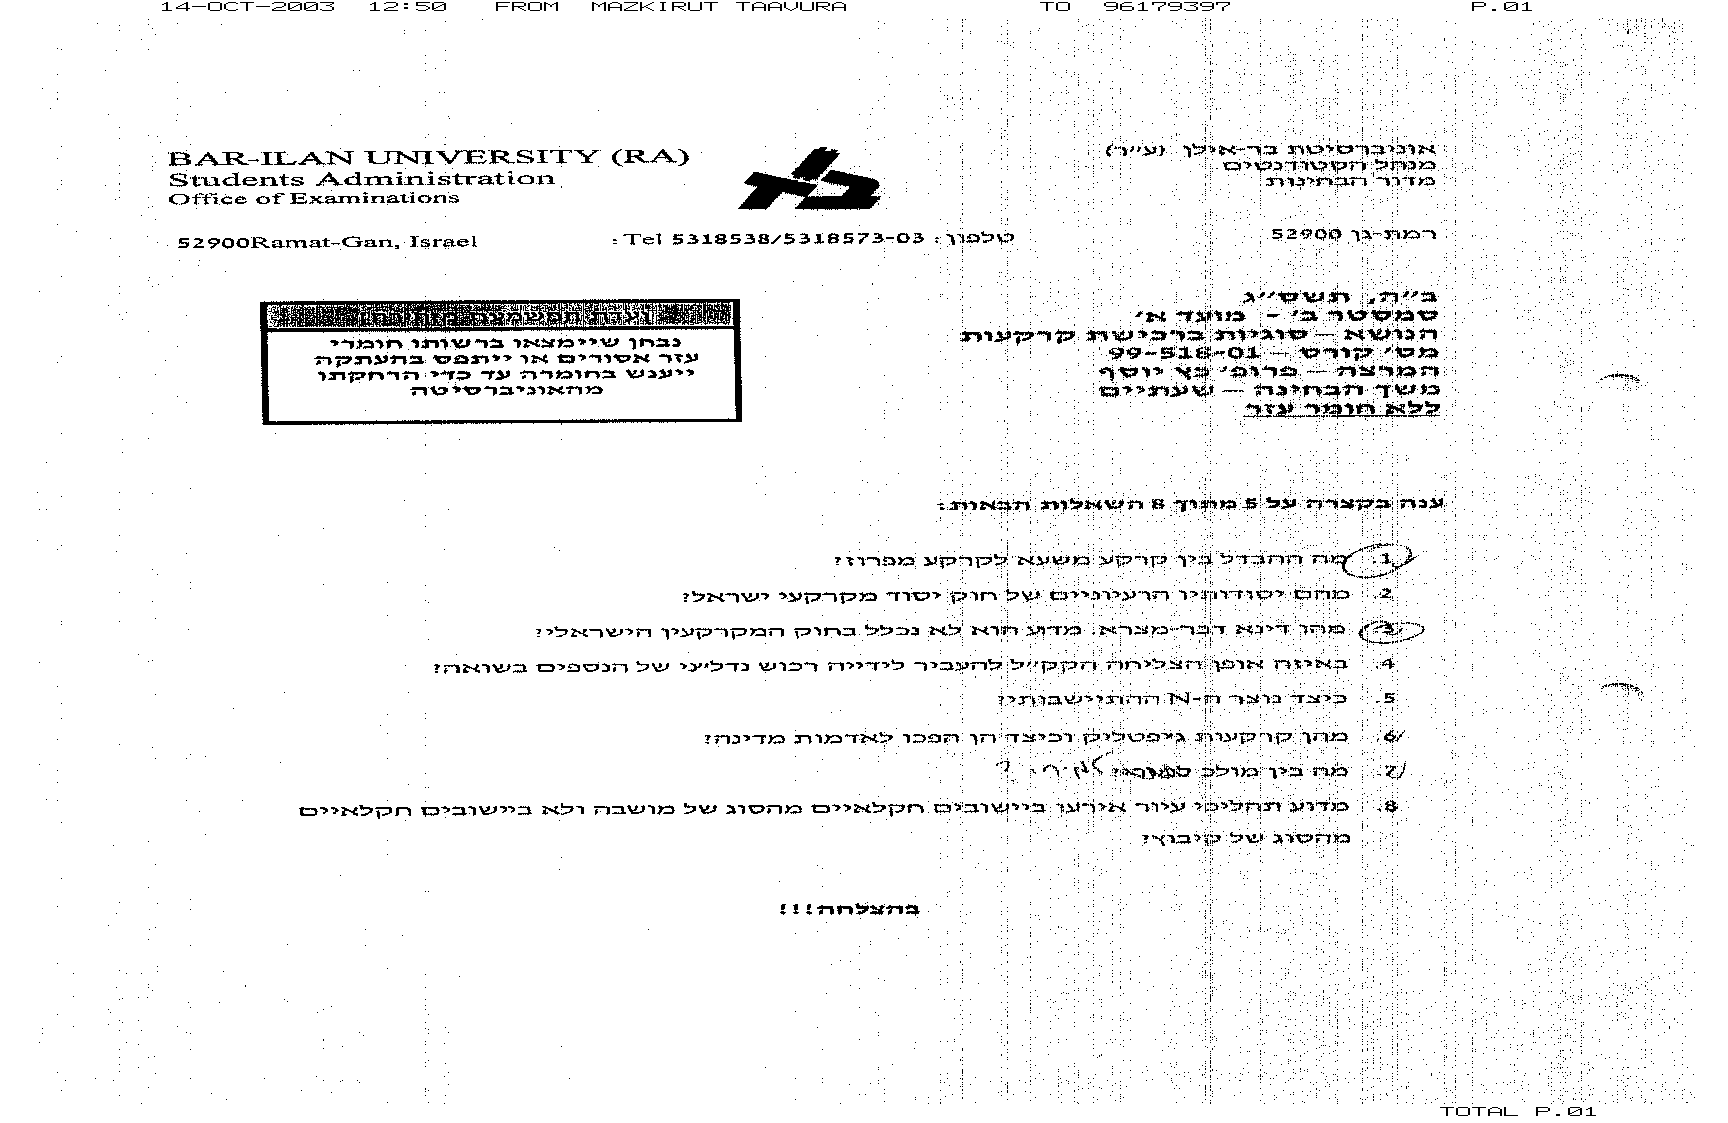 14-OCT-2003 12:50 FROM MAZKIRUT TAAVURA TO 96179397 P.01
BAR-ILAN UNIVERSITY (RA)
Students Administration
Office of Examinations
אוניברסיטת בר-אילן (ע״ר)
מנהל הסטודנטים
מדור הבחינות
52900Ramat-Gan, Israel
טלפון: 5318538/5318573-03 Tel:
רמת-גן 52900
ב״ה, תשס״ג
סמסטר ב׳ - מועד א׳
הנושא – סוגיות ברכישת קרקעות
מס׳ קורס – 99-518-01
המרצה – פרופ׳ כץ יוסף
משך הבחינה – שעתיים
ללא חומר עזר
נבחן שיימצאו ברשותו חומרי
עזר אסורים או ייתפס בהעתקה
ייענש בחומרה עד כדי הרחקתו
מהאוניברסיטה
ענה בקצרה על 5 מתוך 8 השאלות הבאות:
1. מה ההבדל בין קרקע משעא לקרקע מפרוז?
2. מהם יסודותיו הרעיוניים של חוק יסוד מקרקעי ישראל?
3. מהו דינא דבר-מצרא, מדוע הוא לא נכלל בחוק המקרקעין הישראלי?
4. באיזה אופן הצליחה הקק״ל להעביר לידייה רכוש נדל״ני של הנספים בשואה?
5. כיצד נוצר ה-N ההתיישבותי?
6. מהן קרקעות ג׳יפטליק וכיצד הן הפכו לאדמות מדינה?
7. מה בין מולכ
8. מדוע תהליכי עיור אירעו ביישובים חקלאיים מהסוג של מושבה ולא ביישובים חקלאיים
מהסוג של קיבוץ?
בהצלחה!!!
TOTAL P.01